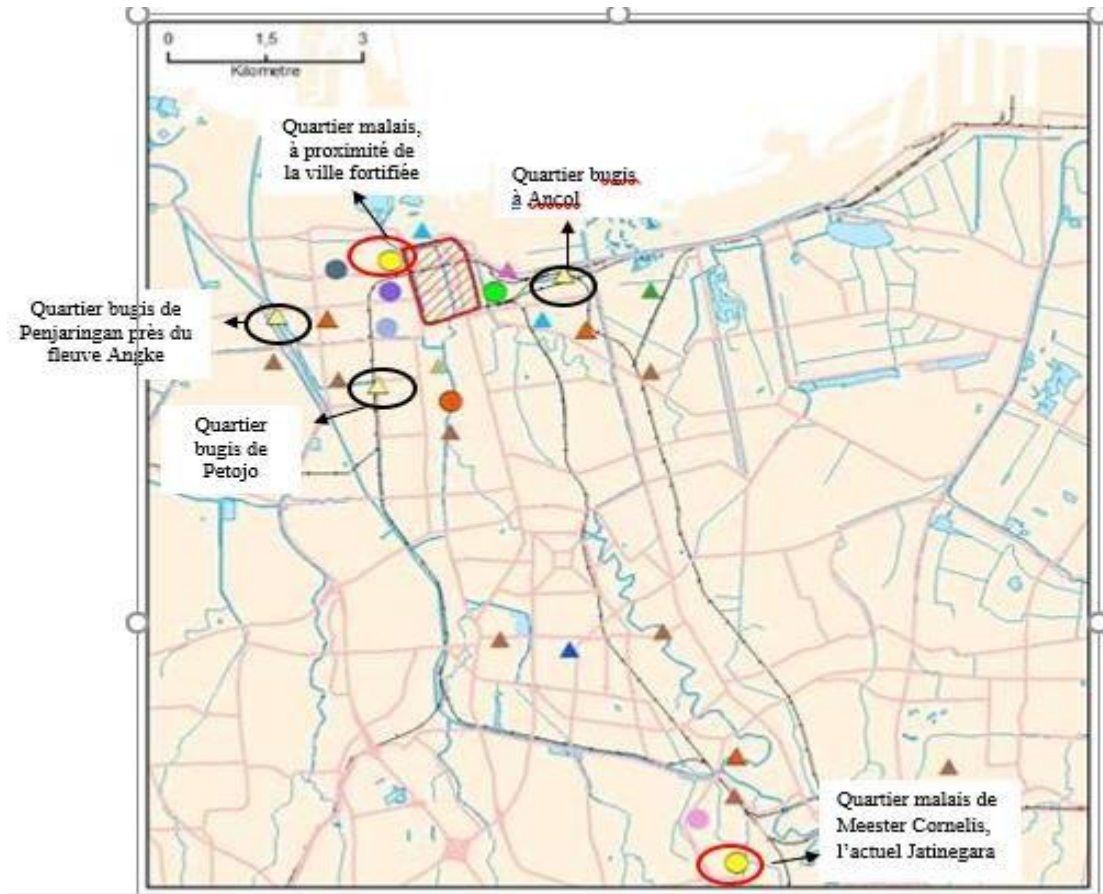 0 1,5 3
Kilometre
Quartier malais,
à proximité de
la ville fortifiée
Quartier bugis
à Ancol
Quartier bugis de
Penjaringan près du
fleuve Angke
Quartier
bugis de
Petojo
Quartier malais de
Meester Cornelis,
l’actuel Jatinegara